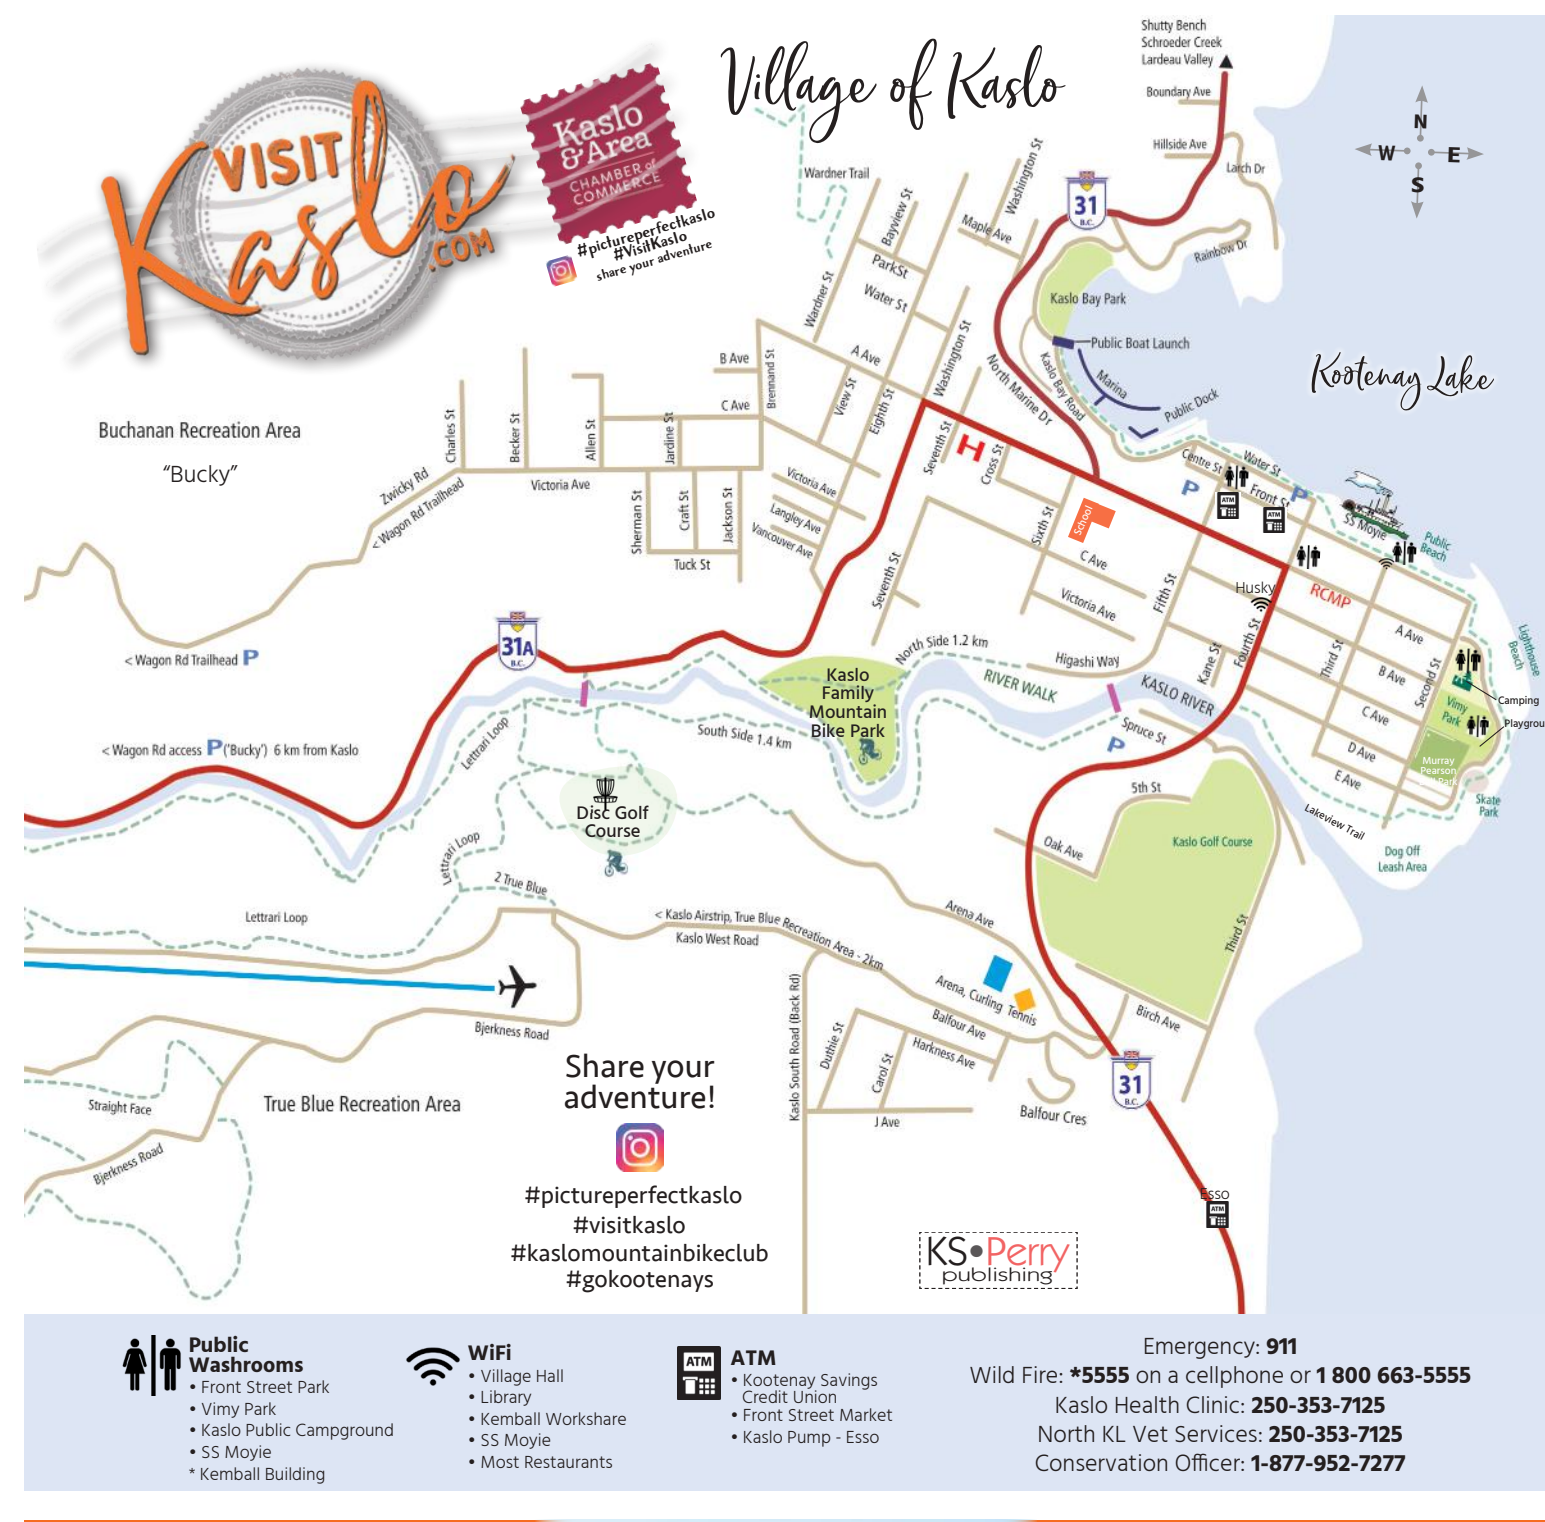 VISIT
Kaslo
.COM
Kaslo
&Area
CHAMBER of
COMMERCE
#pictureperfectkaslo
#VisitKaslo
share your adventure
Village of Kaslo
Shutty Bench
Schroeder Creek
Lardeau Valley
Boundary Ave
Hillside Ave
Larch Dr
Rainbow Dr
N
W
E
S
31
B.C.
Wardner Trail
Bayview St
Washington St
Maple Ave
ParkSt
Water St
Wardner St
Kaslo Bay Park
Public Boat Launch
Marina
Public Dock
Kaslo Bay Road
North Marine Dr
Kootenay Lake
A Ave
B Ave
C Ave
Brennand St
View St
Eighth St
Washington St
Seventh St
H
Cross St
Buchanan Recreation Area
“Bucky”
Charles St
Becker St
Allen St
Jardine St
Zwicky Rd
< Wagon Rd Trailhead
Victoria Ave
Sherman St
Craft St
Jackson St
Tuck St
Victoria Ave
Langley Ave
Vancouver Ave
Centre St
Water St
P
Front St
P
ATM
ATM
SS Moyie
Public
Beach
School
Sixth St
C Ave
Victoria Ave
Fifth St
Seventh St
Husky
RCMP
Fourth St
Kane St
Third St
A Ave
B Ave
C Ave
D Ave
E Ave
Second St
Lighthouse
Beach
Camping
Playgrou
Vimy
Park
Murray
Pearson
Skate
Park
Lakeview Trail
Dog Off
Leash Area
< Wagon Rd Trailhead P
31A
B.C.
< Wagon Rd access P('Bucky') 6 km from Kaslo
Lettrari Loop
Kaslo
Family
Mountain
Bike Park
North Side 1.2 km
South Side 1.4 km
Higashi Way
RIVER WALK
KASLO RIVER
Spruce St
P
5th St
Oak Ave
Kaslo Golf Course
Third St
Disc Golf
Course
Lettrari Loop
2 True Blue
Lettrari Loop
< Kaslo Airstrip, True Blue Recreation Area - 2km
Kaslo West Road
Arena Ave
Arena, Curling
Tennis
Birch Ave
Balfour Ave
Harkness Ave
Duthie St
Carol St
J Ave
Balfour Cres
Kaslo South Road (Back Rd)
Bjerkness Road
Straight Face
Bjerkness Road
True Blue Recreation Area
31
B.C.
Esso
ATM
Share your
adventure!
#pictureperfectkaslo
#visitkaslo
#kaslomountainbikeclub
#gokootenays
KS•Perry
publishing
Public
Washrooms
• Front Street Park
• Vimy Park
• Kaslo Public Campground
• SS Moyie
* Kemball Building
WiFi
• Village Hall
• Library
• Kemball Workshare
• SS Moyie
• Most Restaurants
ATM
ATM
• Kootenay Savings
Credit Union
• Front Street Market
• Kaslo Pump - Esso
Emergency: 911
Wild Fire: *5555 on a cellphone or 1 800 663-5555
Kaslo Health Clinic: 250-353-7125
North KL Vet Services: 250-353-7125
Conservation Officer: 1-877-952-7277